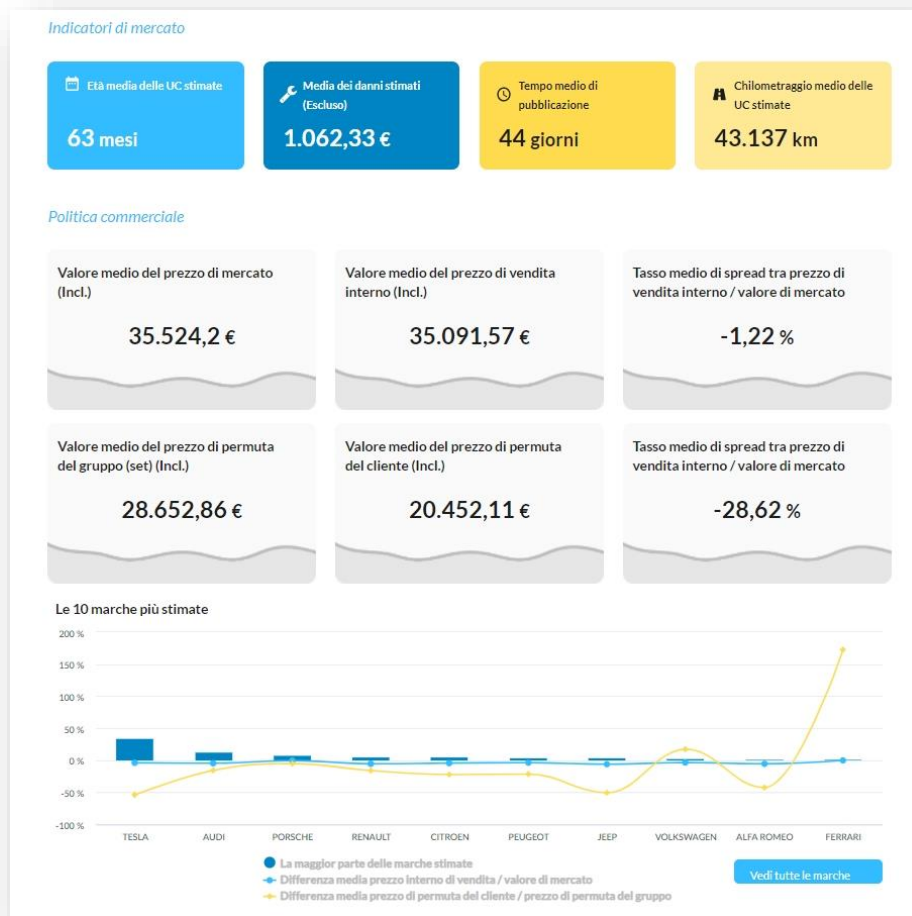 Indicatori di mercato
Età media delle UC stimate
63 mesi
Media dei danni stimati
(Escluso)
1.062,33 €
Tempo medio di
pubblicazione
44 giorni
Chilometraggio medio delle
UC stimate
43.137 km
Politica commerciale
Valore medio del prezzo di mercato
(Incl.)
35.524,2 €
Valore medio del prezzo di vendita
interno (Incl.)
35.091,57 €
Tasso medio di spread tra prezzo di
vendita interno / valore di mercato
-1,22 %
Valore medio del prezzo di permuta
del gruppo (set) (Incl.)
28.652,86 €
Valore medio del prezzo di permuta
del cliente (Incl.)
20.452,11 €
Tasso medio di spread tra prezzo di
vendita interno / valore di mercato
-28,62 %
Le 10 marche più stimate
200 %
150 %
100 %
50 %
0 %
-50 %
-100 %
TESLA AUDI PORSCHE RENAULT CITROEN PEUGEOT JEEP VOLKSWAGEN ALFA ROMEO FERRARI
La maggior parte delle marche stimate
Differenza media prezzo interno di vendita / valore di mercato
Differenza media prezzo di permuta del cliente / prezzo di permuta del gruppo
Vedi tutte le marche